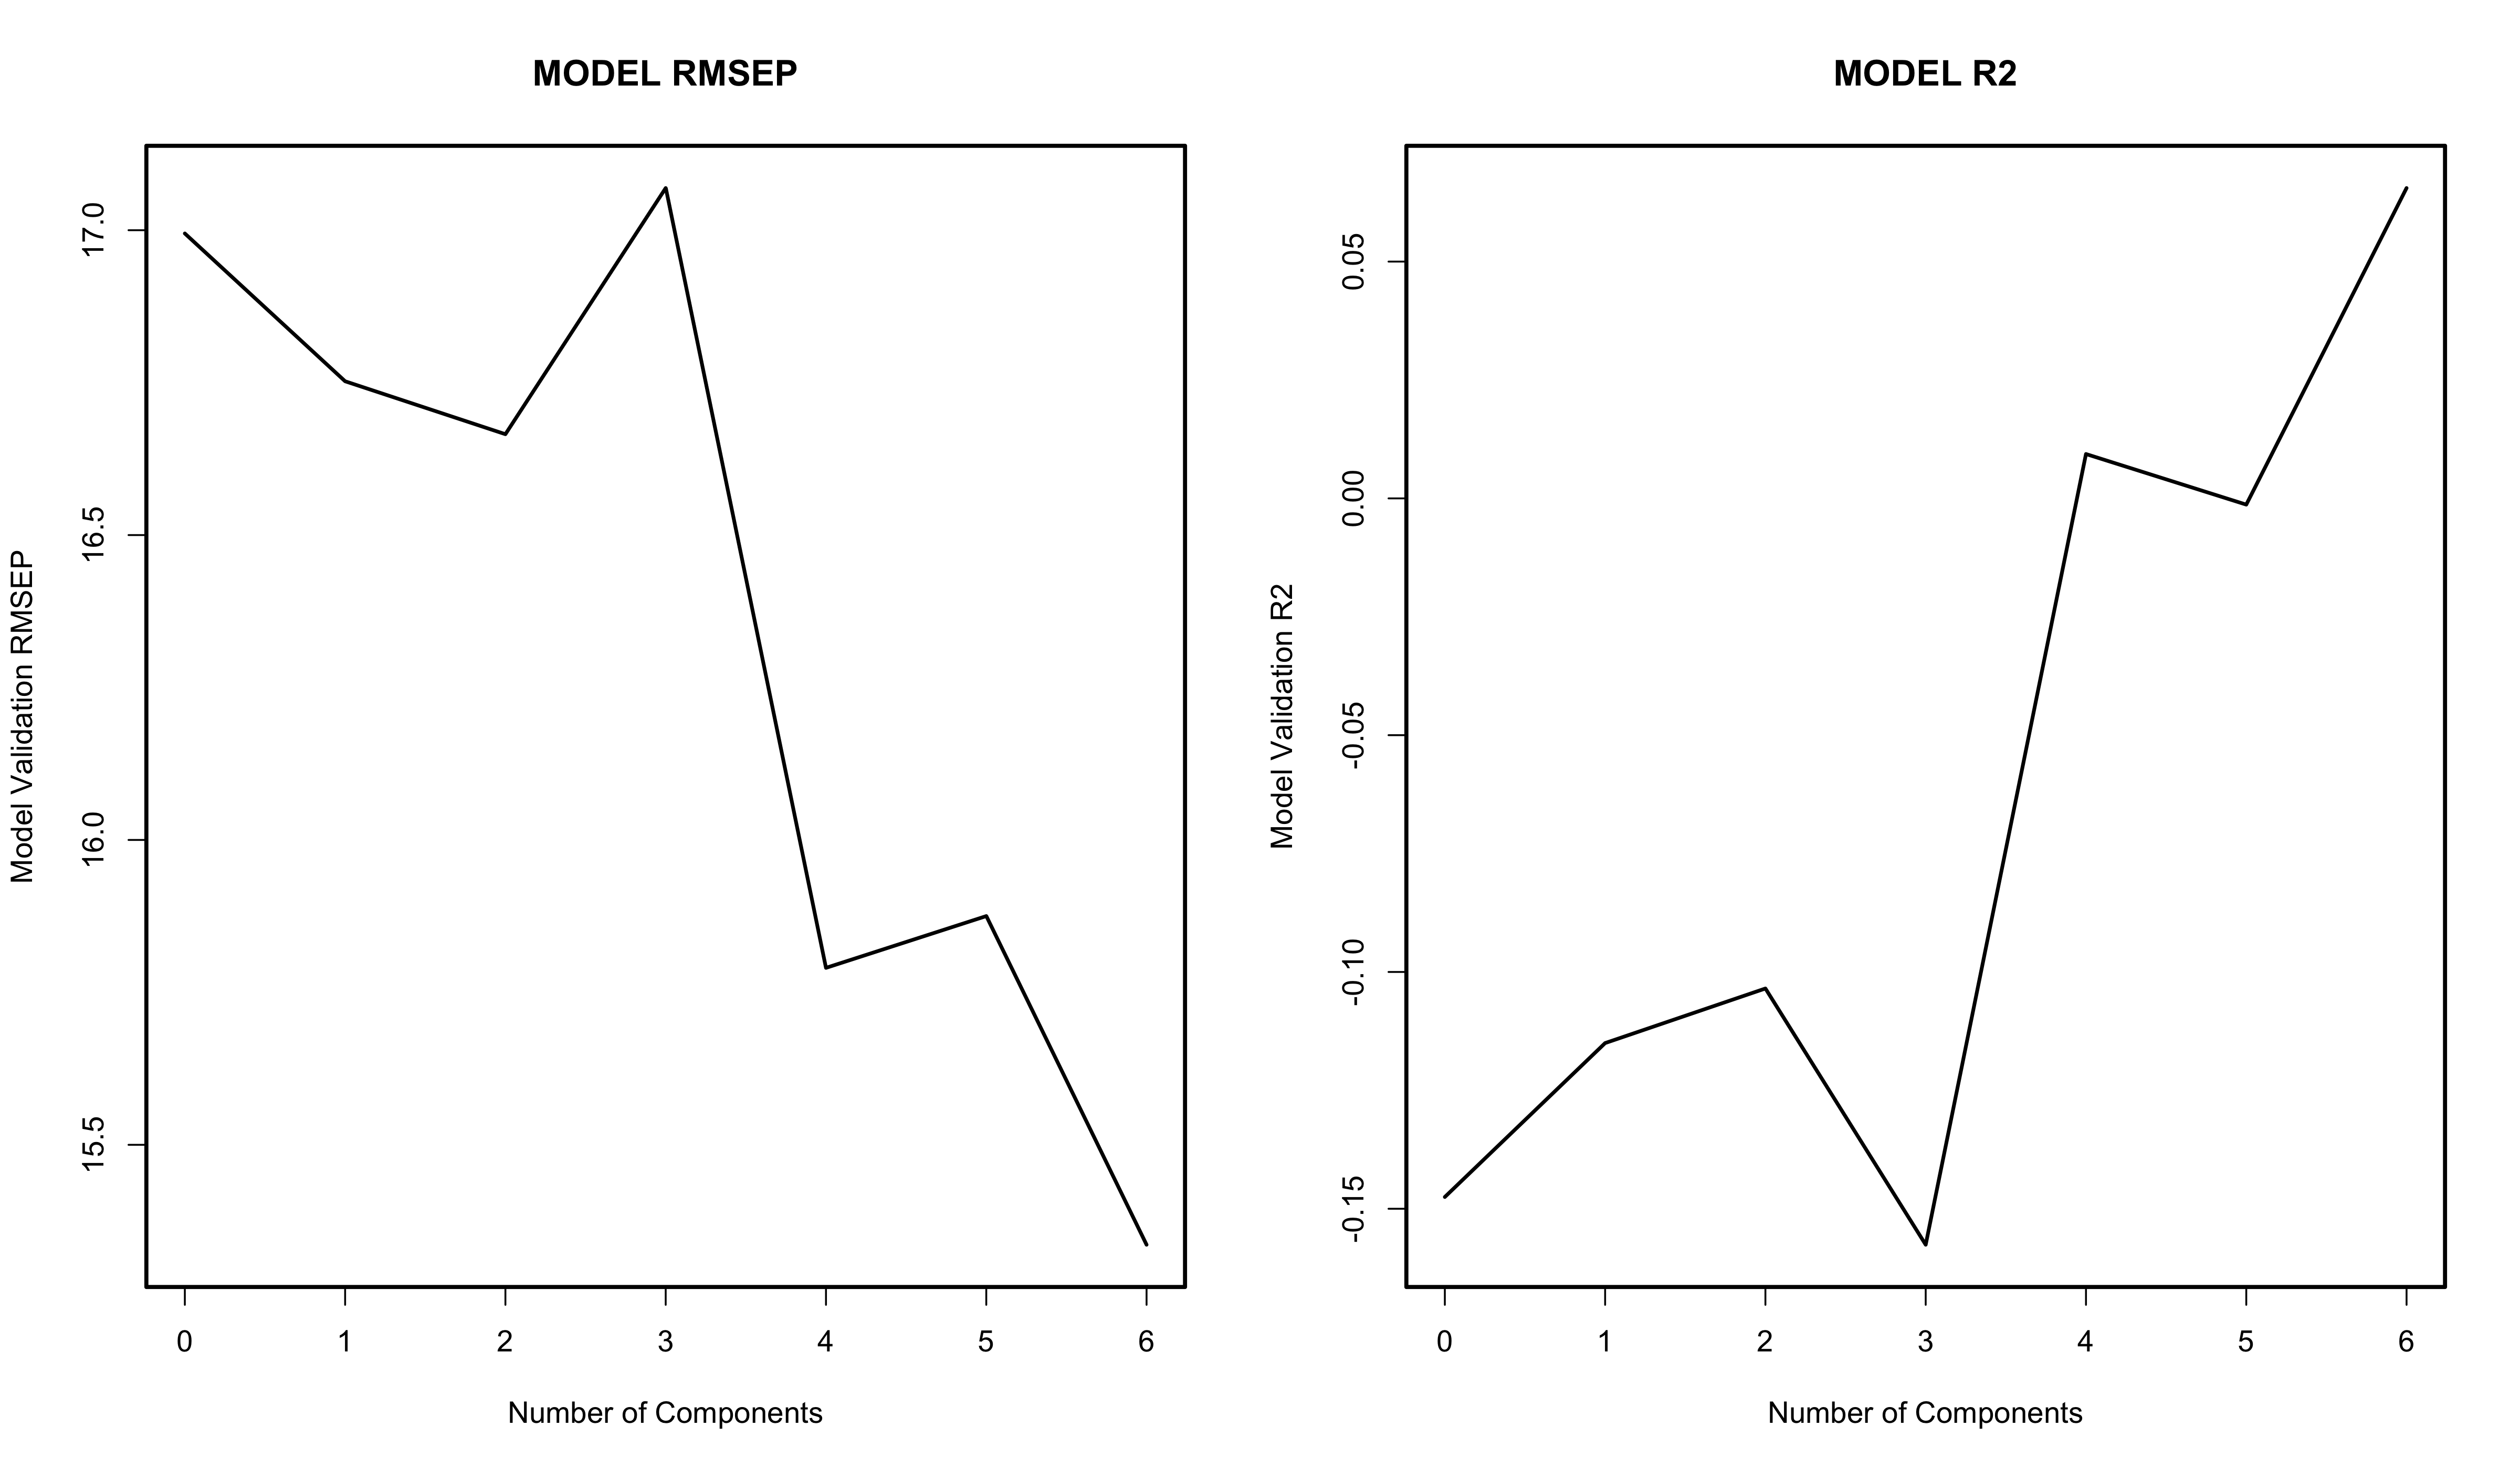 MODEL RMSEP
Model Validation RMSEP
17.0
16.5
16.0
15.5
0 1 2 3 4 5 6
Number of Components
MODEL R2
Model Validation R2
0.05
0.00
-0.05
-0.10
-0.15
0 1 2 3 4 5 6
Number of Components